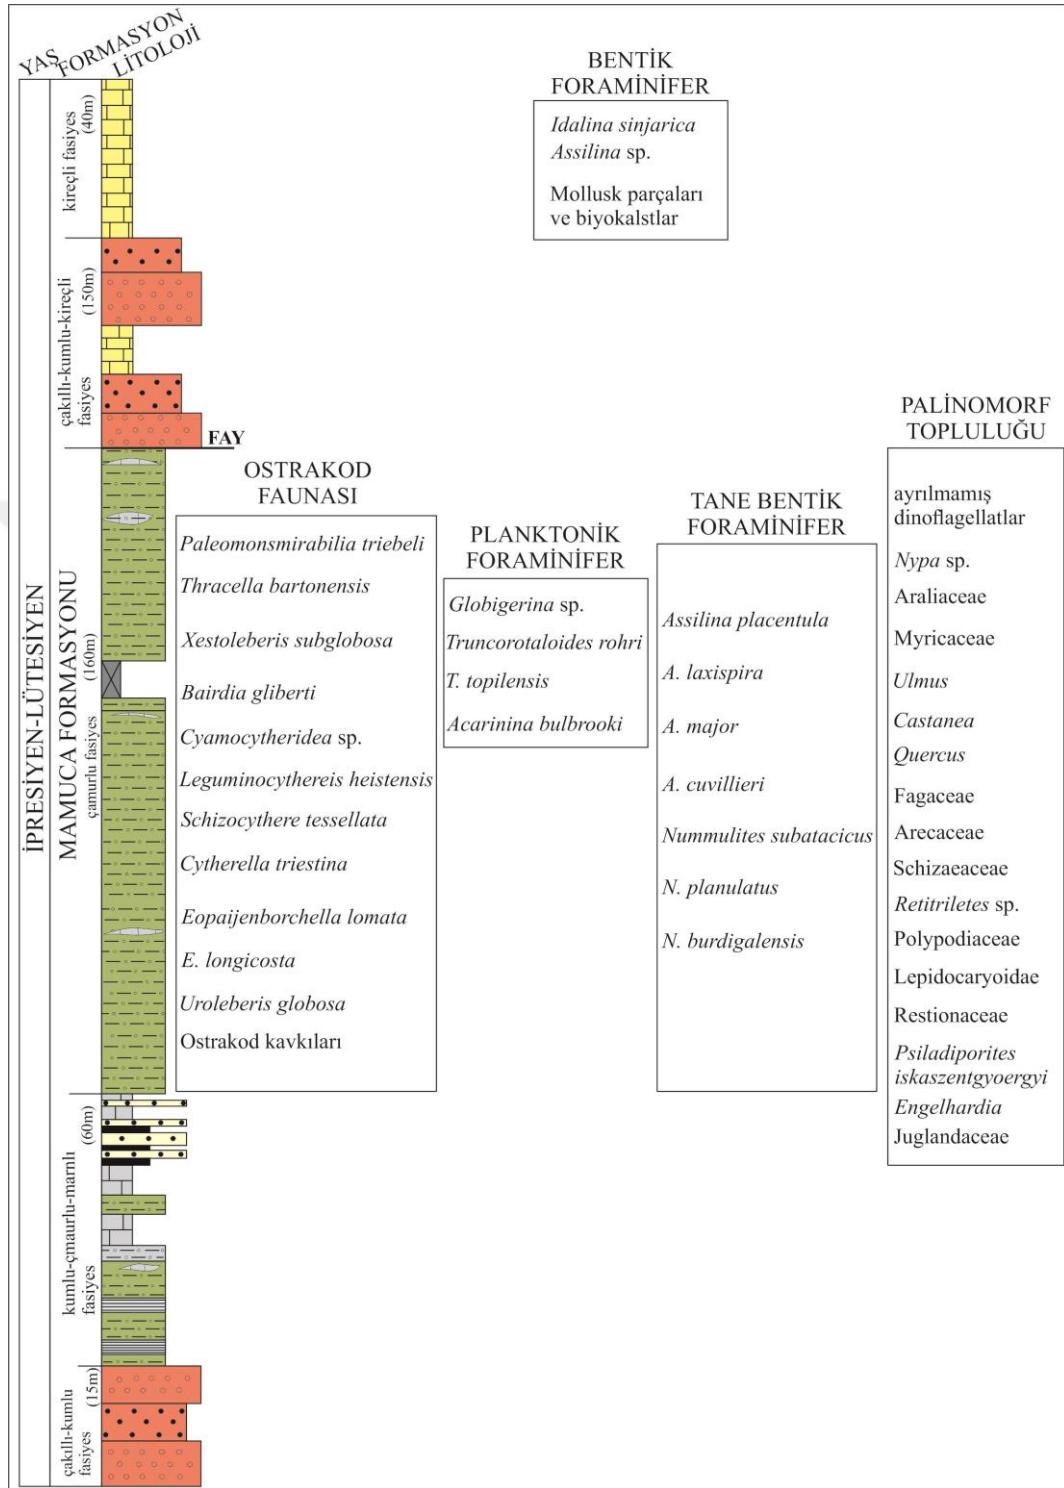 YAŞ
FORMASYON
LİTOLOJİ
İPRESİYEN-LÜTESİYEN
MAMUCA FORMASYONU
kireçli fasiyes
(40m)
çakıllı-kumlu-kireçli
fasiyes
(150m)
FAY
çamurlu fasiyes
(160m)
kumlu-çmaurlu-marnlı
fasiyes
(60m)
çakıllı-kumlu
fasiyes
(15m)
BENTİK
FORAMİNİFER
Idalina sinjarica
Assilina sp.
Mollusk parçaları
ve biyokalstlar
OSTRAKOD
FAUNASI
Paleomonsmirabilia triebeli
Thracella bartonensis
Xestoleberis subglobosa
Bairdia gliberti
Cyamocytheridea sp.
Leguminocythereis heistensis
Schizocythere tessellata
Cytherella triestina
Eopaijenborchella lomata
E. longicosta
Uroleberis globosa
Ostrakod kavkıları
PLANKTONİK
FORAMİNİFER
Globigerina sp.
Truncorotaloides rohri
T. topilensis
Acarinina bulbrooki
TANE BENTİK
FORAMİNİFER
Assilina placentula
A. laxispira
A. major
A. cuvillieri
Nummulites subatacicus
N. planulatus
N. burdigalensis
PALİNOMORF
TOPLULUĞU
ayrılmamış
dinoflagellatlar
Nypa sp.
Araliaceae
Myricaceae
Ulmus
Castanea
Quercus
Fagaceae
Arecaceae
Schizaeaceae
Retitriletes sp.
Polypodiaceae
Lepidocaryoidae
Restionaceae
Psiladiporites
iskaszentgyoergyi
Engelhardia
Juglandaceae